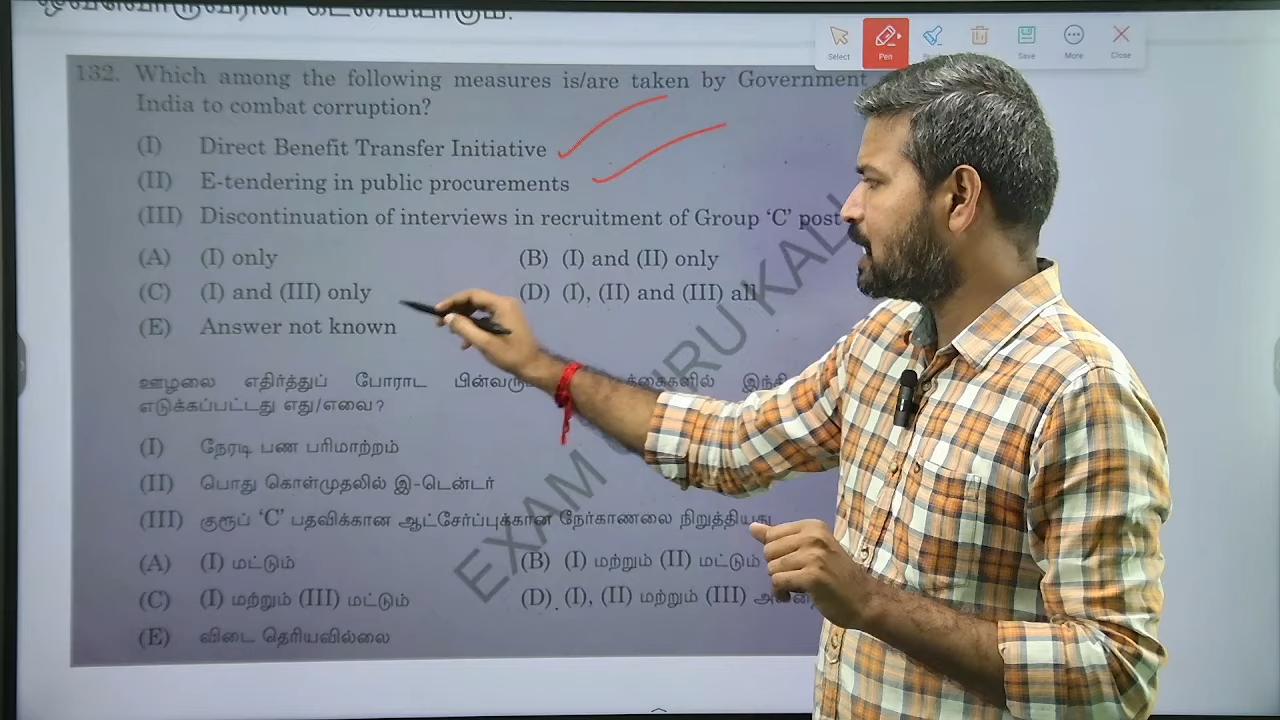 Select Pen Save More Close
132. Which among the following measures is/are taken by Government
India to combat corruption?
(I) Direct Benefit Transfer Initiative
(II) E-tendering in public procurements
(III) Discontinuation of interviews in recruitment of Group ‘C’ post
(A) (I) only (B) (I) and (II) only
(C) (I) and (III) only (D) (I), (II) and (III) all
(E) Answer not known
ஊழலை எதிர்த்துப் போராட
எடுக்கப்பட்டது எது/எவை?
(I) நேரடி பண பரிமாற்றம்
(II) பொது கொள்முதலில் இ-டென்டர்
(III) குரூப் ‘C’ பதவிக்கான ஆட்சேர்ப்புக்கான நேர்காணலை நிறுத்தியது
(A) (I) மட்டும் (B) (I) மற்றும் (II) மட்டும்
(C) (I) மற்றும் (III) மட்டும் (D) (I), (II) மற்றும் (III)
(E) விடை தெரியவில்லை